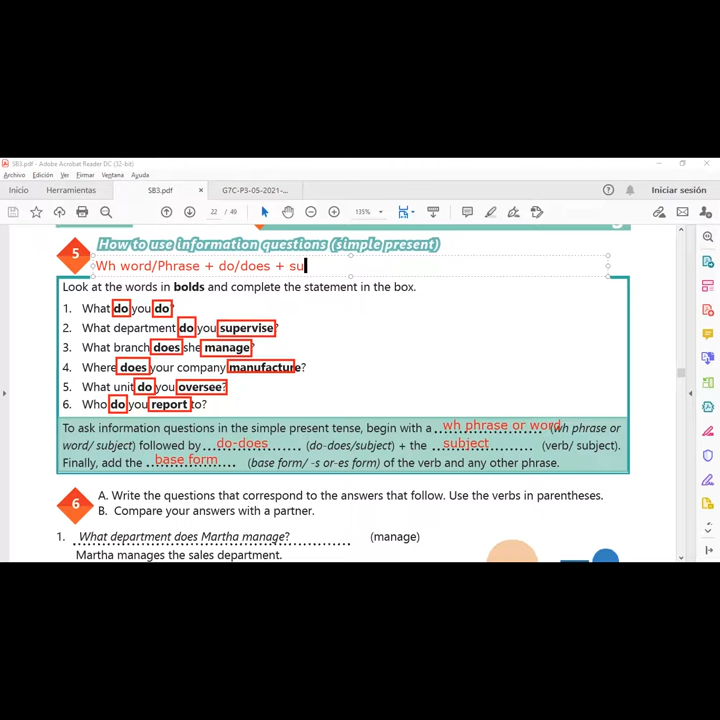 SB3.pdf - Adobe Acrobat Reader DC (32-bit)
Archivo Edición Ver Firmar Ventana Ayuda
Inicio Herramientas SB3.pdf × G7C-P3-05-2021-... Iniciar sesión
22 / 49 135%
5 How to use information questions (simple present)
Wh word/Phrase + do/does + su
Look at the words in bolds and complete the statement in the box.
1. What do you do?
2. What department do you supervise?
3. What branch does she manage?
4. Where does your company manufacture?
5. What unit do you oversee?
6. Who do you report to?
To ask information questions in the simple present tense, begin with a wh phrase or word (wh phrase or
word/ subject) followed by do-does (do-does/subject) + the subject (verb/ subject).
Finally, add the base form (base form/ -s or-es form) of the verb and any other phrase.
6 A. Write the questions that correspond to the answers that follow. Use the verbs in parentheses.
B. Compare your answers with a partner.
1. What department does Martha manage? (manage)
Martha manages the sales department.